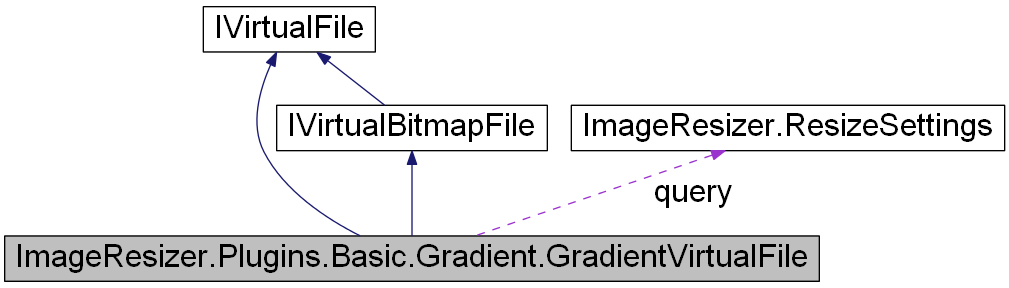 IVirtualFile
IVirtualBitmapFile
ImageResizer.ResizeSettings
query
ImageResizer.Plugins.Basic.Gradient.GradientVirtualFile